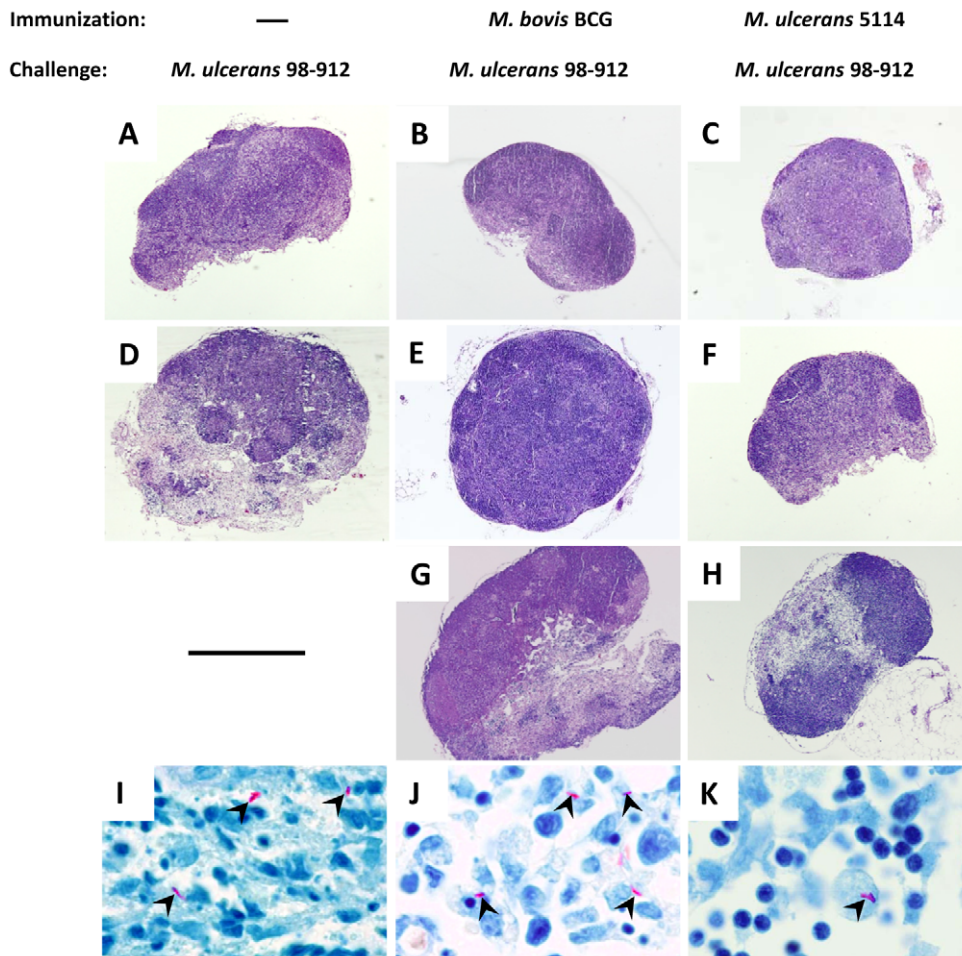 Immunization: — M. bovis BCG M. ulcerans 5114
Challenge: M. ulcerans 98-912 M. ulcerans 98-912 M. ulcerans 98-912
A B C
D E F
G H
I J K